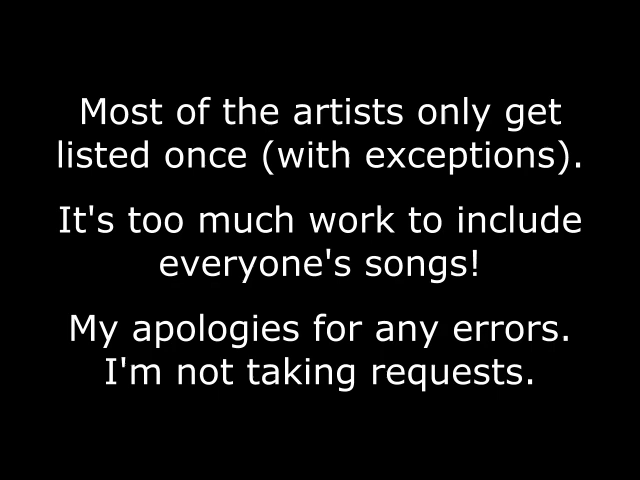 Most of the artists only get
listed once (with exceptions).
It's too much work to include
everyone's songs!
My apologies for any errors.
I'm not taking requests.